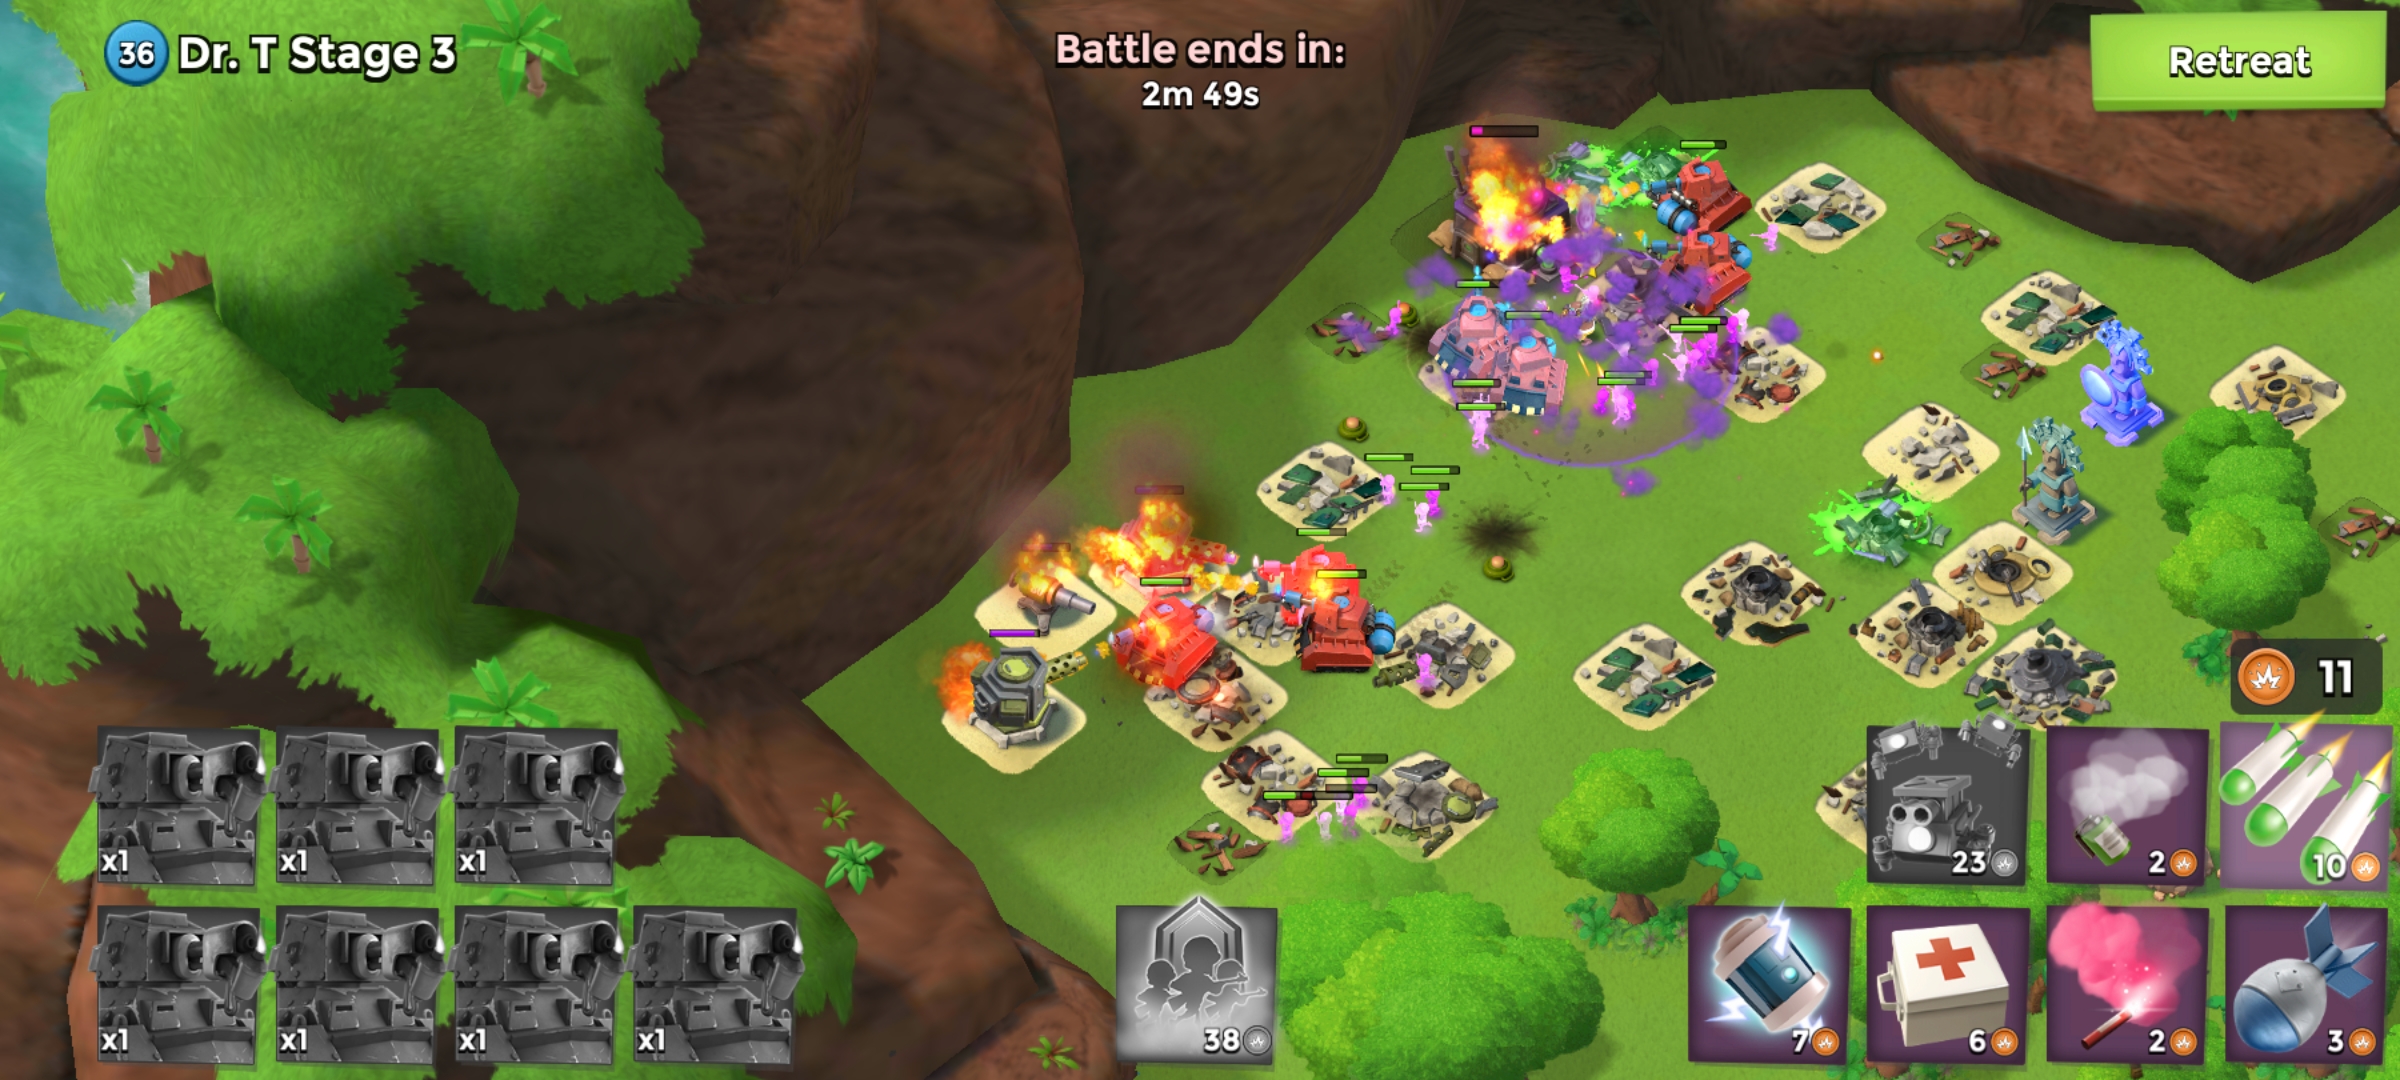 36 Dr. T Stage 3
Battle ends in:
2m 49s
Retreat
11
x1
x1
x1
23
2
10
x1
x1
x1
x1
38
7
6
2
3